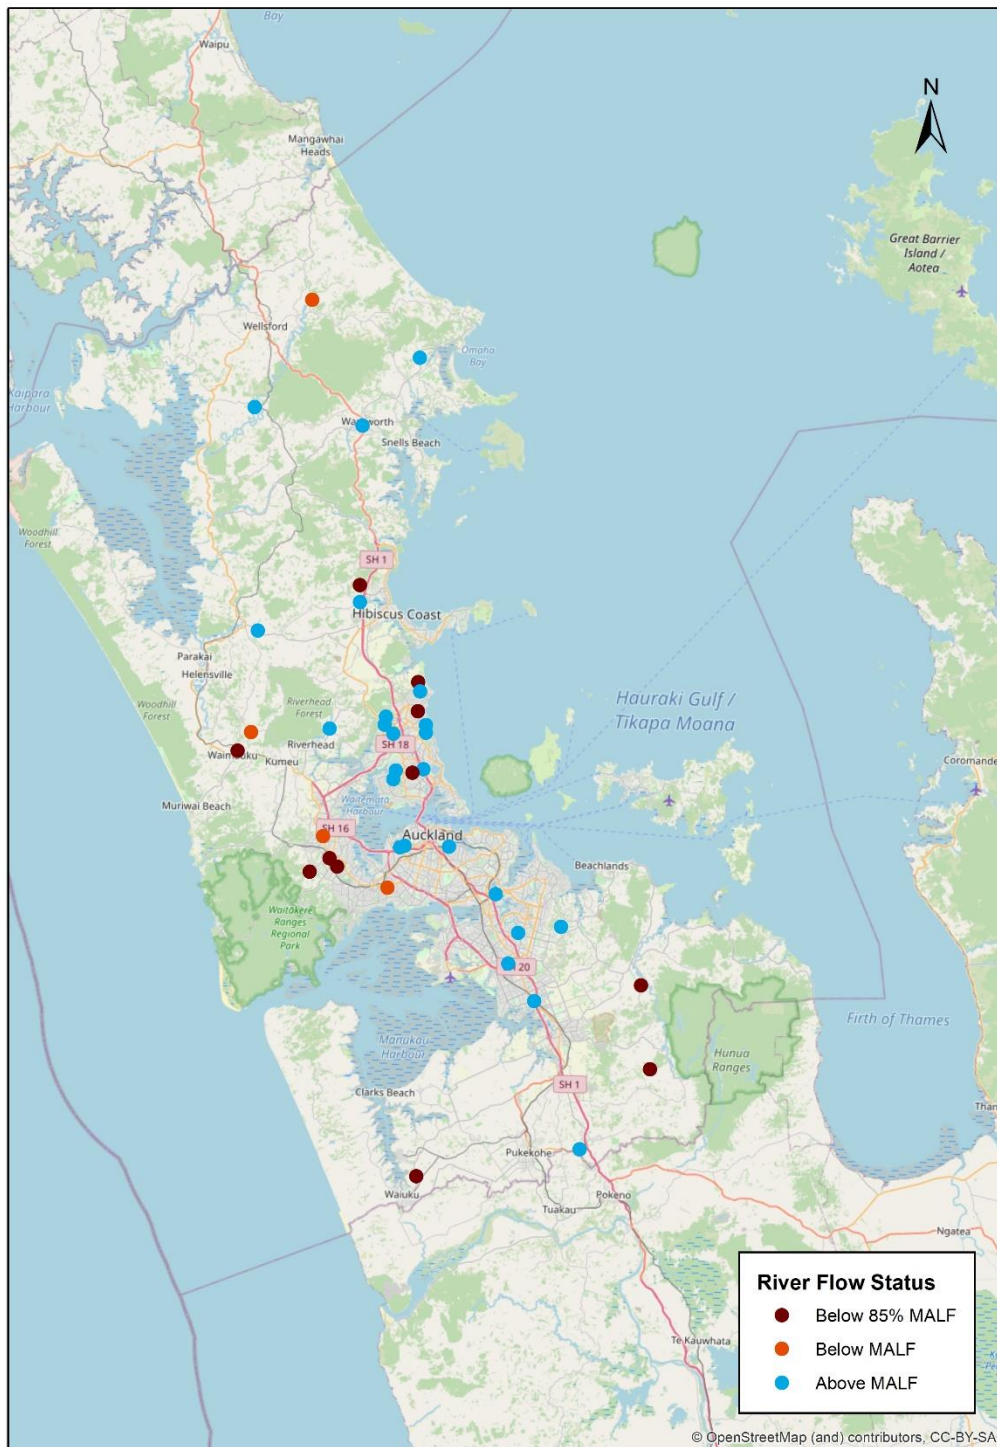 Bay
Waipu
N
Mangawhai
Heads
Great Barrier
Island /
Aotea
Wellsford
Omaha
Bay
Kaipara
Harbour
Snells Beach
Woodhill
Forest
SH 1
Hibiscus Coast
Parakai
Helensville
Woodhill
Forest
Riverhead
Forest
Hauraki Gulf /
Tikapa Moana
Riverhead
SH 18
Kumeu
Coromande
Muriwai Beach
Waitematā
Harbour
SH 16
Auckland
Beachlands
Waitākere
Ranges
Regional
Park
20
Firth of Thames
Manukau
Harbour
Hunua
Ranges
SH 1
Clarks Beach
Than
Pukekohe
Waiuku
Pokeno
Tuakau
Ngatea
River Flow Status
Below 85% MALF
Below MALF
Above MALF
Te Kauwhata
© OpenStreetMap (and) contributors, CC-BY-SA